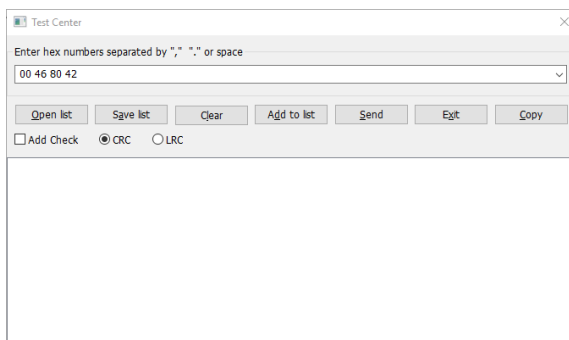 Test Center
Enter hex numbers separated by "," "." or space
00 46 80 42
Open list Save list Clear Add to list Send Exit Copy
Add Check CRC LRC